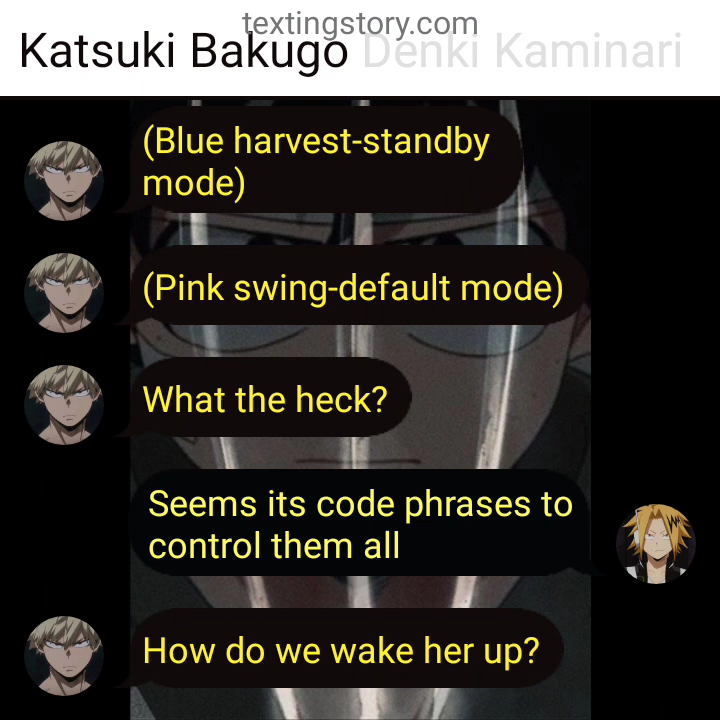 textingstory.com
Katsuki Bakugo Denki Kaminari
(Blue harvest-standby
mode)
(Pink swing-default mode)
What the heck?
Seems its code phrases to
control them all
How do we wake her up?